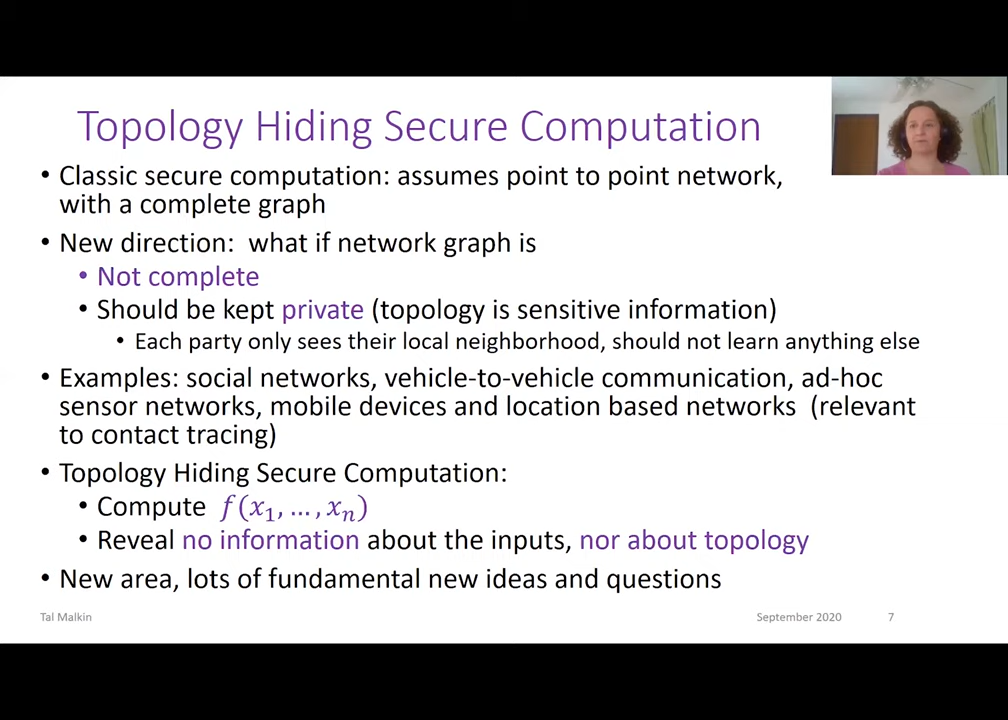 Topology Hiding Secure Computation
• Classic secure computation: assumes point to point network,
with a complete graph
• New direction: what if network graph is
• Not complete
• Should be kept private (topology is sensitive information)
• Each party only sees their local neighborhood, should not learn anything else
• Examples: social networks, vehicle-to-vehicle communication, ad-hoc
sensor networks, mobile devices and location based networks (relevant
to contact tracing)
• Topology Hiding Secure Computation:
• Compute f(x₁, … , xₙ)
• Reveal no information about the inputs, nor about topology
• New area, lots of fundamental new ideas and questions
Tal Malkin September 2020 7